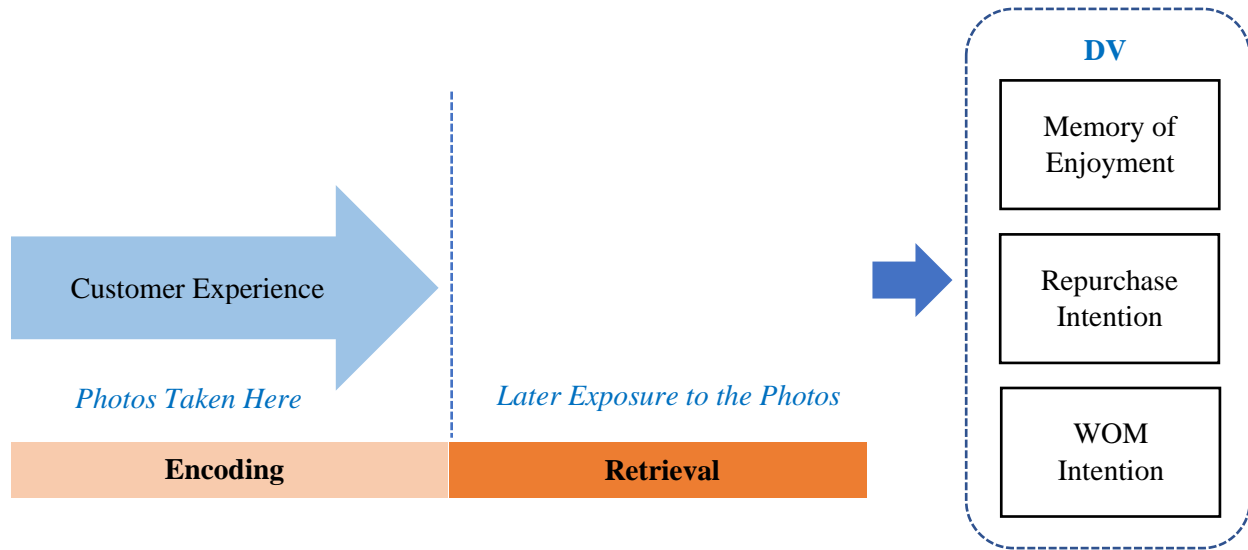 DV
Memory of
Enjoyment
Customer Experience
Repurchase
Intention
Photos Taken Here
Later Exposure to the Photos
WOM
Intention
Encoding
Retrieval